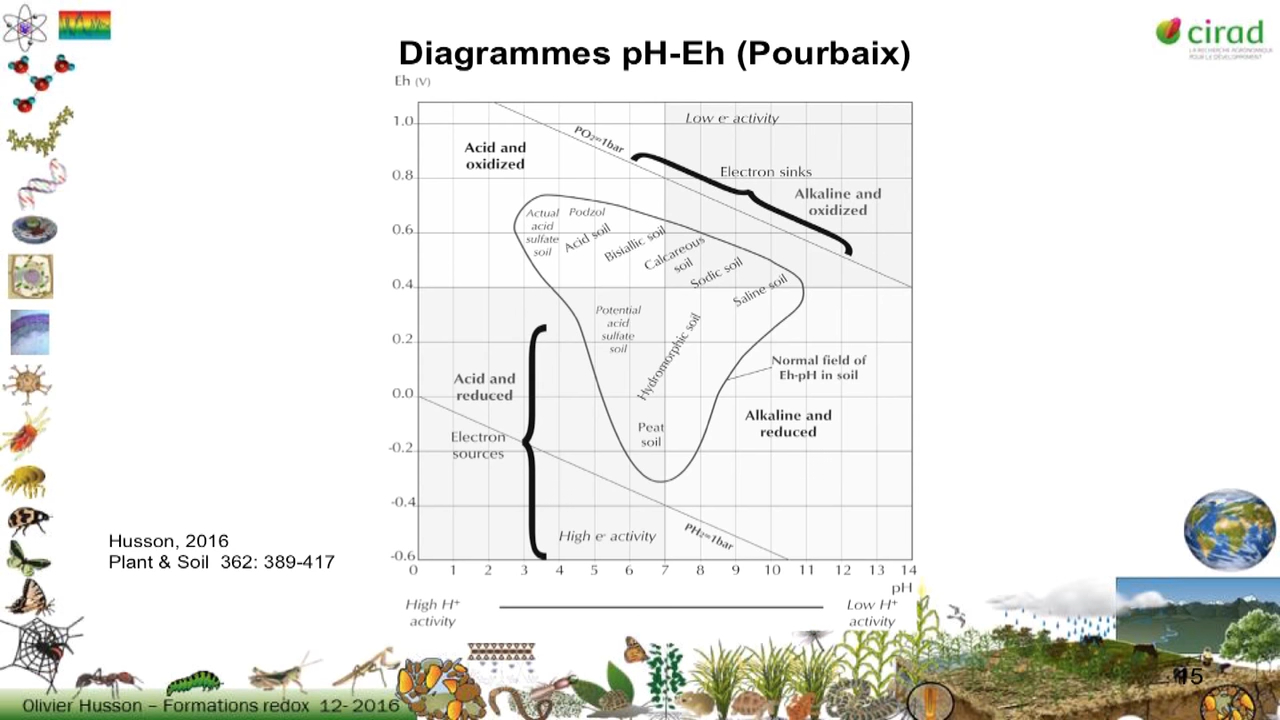 Diagrammes pH-Eh (Pourbaix)
cirad
LA RECHERCHE AGRONOMIQUE
POUR LE DÉVELOPPEMENT
Eh (V)
1.0
0.8
0.6
0.4
0.2
0.0
-0.2
-0.4
-0.6
Low e- activity
PO2=1bar
Acid and
oxidized
Electron sinks
Alkaline and
oxidized
Actual
acid
sulfate
soil
Podzol
Acid soil
Bisiallic soil
Calcareous
soil
Sodic soil
Saline soil
Potential
acid
sulfate
soil
Hydromorphic soil
Normal field of
Eh-pH in soil
Acid and
reduced
Alkaline and
reduced
Peat
soil
Electron
sources
High e- activity
PH2=1bar
0 1 2 3 4 5 6 7 8 9 10 11 12 13 14
pH
High H+
activity
Low H+
activity
Husson, 2016
Plant & Soil 362: 389-417
Olivier Husson – Formations redox 12- 2016